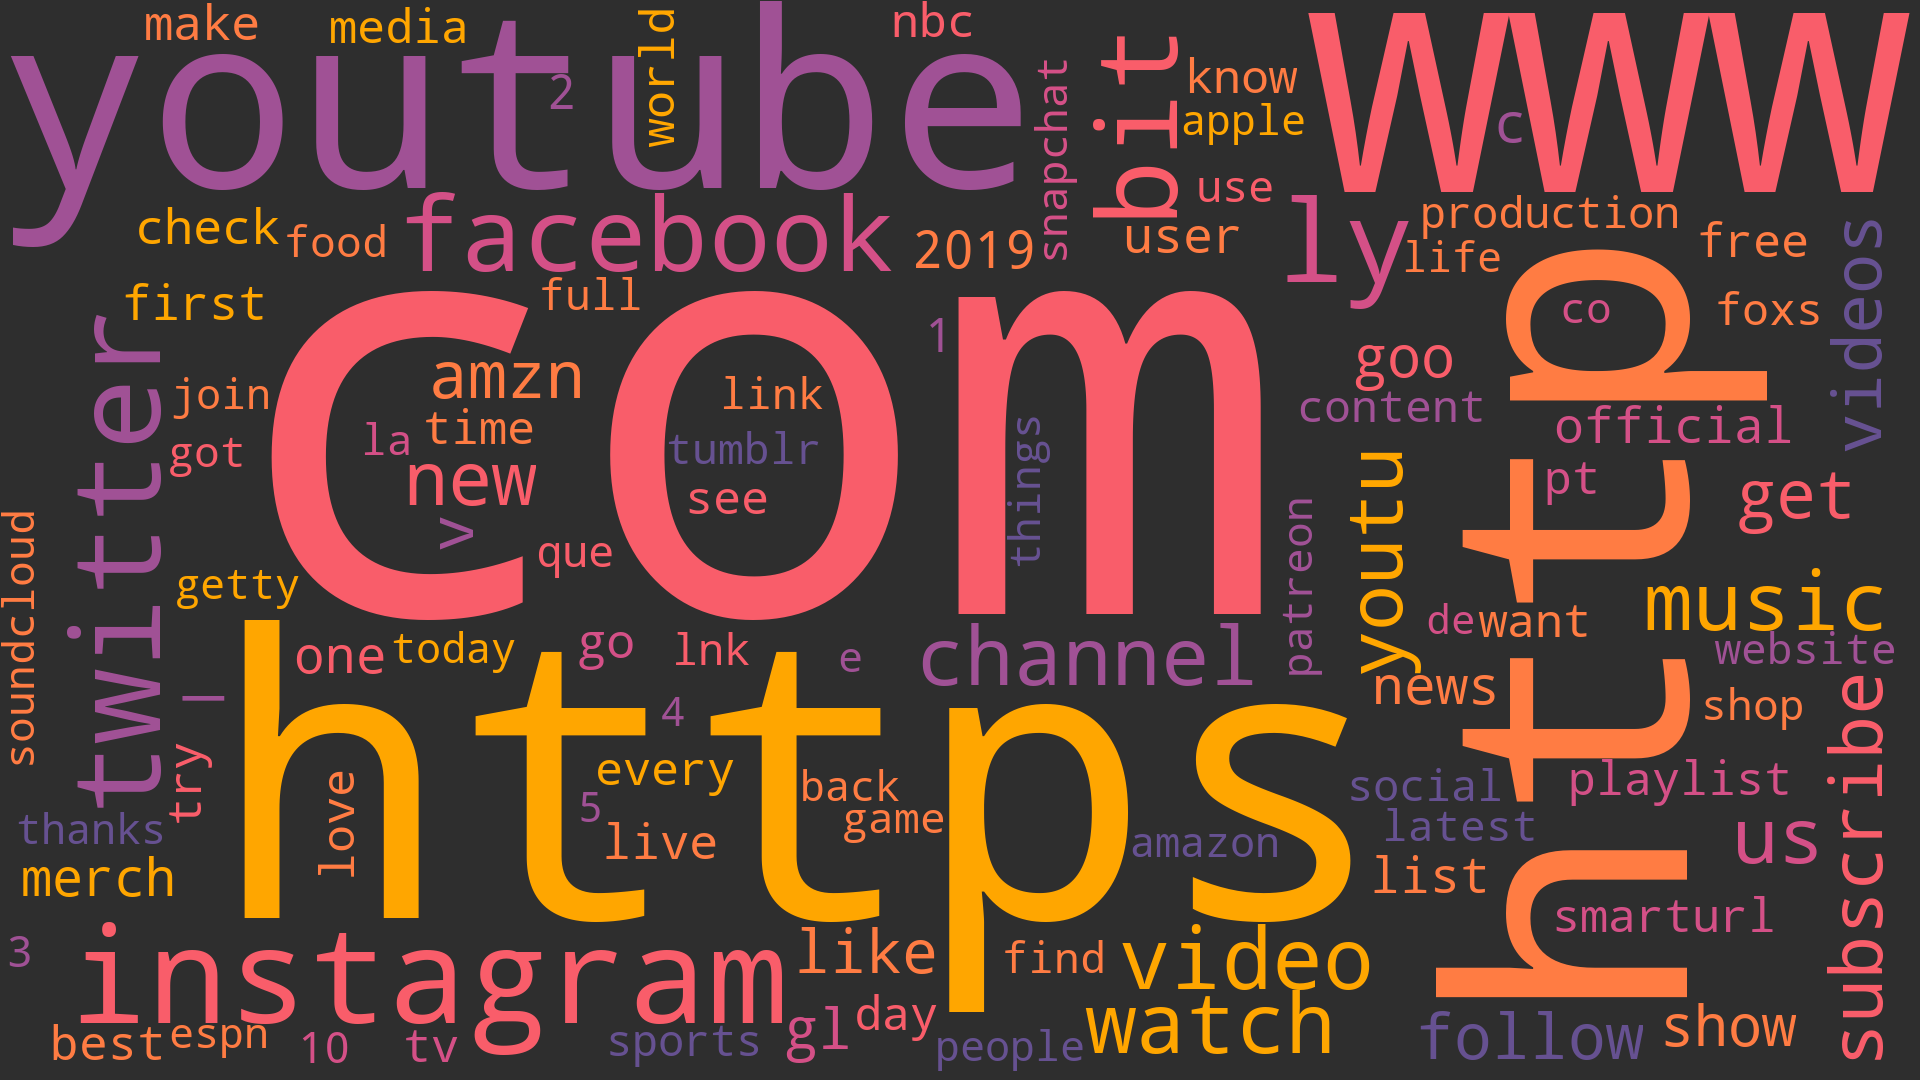 make
media
world
nbc
youtube
2
snapchat
bit
know
apple
use
user
www
c
check
food
facebook
2019
ly
production
life
free
videos
first
full
com
1
goo
content
http
co
foxs
official
pt
get
twitter
join
got
amzn
time
la
new
v
que
link
tumblr
see
things
patreon
youtu
soundcloud
getty
one
today
go
lnk
e
channel
de
want
music
website
news
shop
|
try
https
4
every
5
live
back
game
love
amazon
social
latest
list
playlist
us
subscribe
smarturl
thanks
merch
3
instagram
like
find
video
watch
best
espn
10
tv
sports
gl
day
people
follow
show